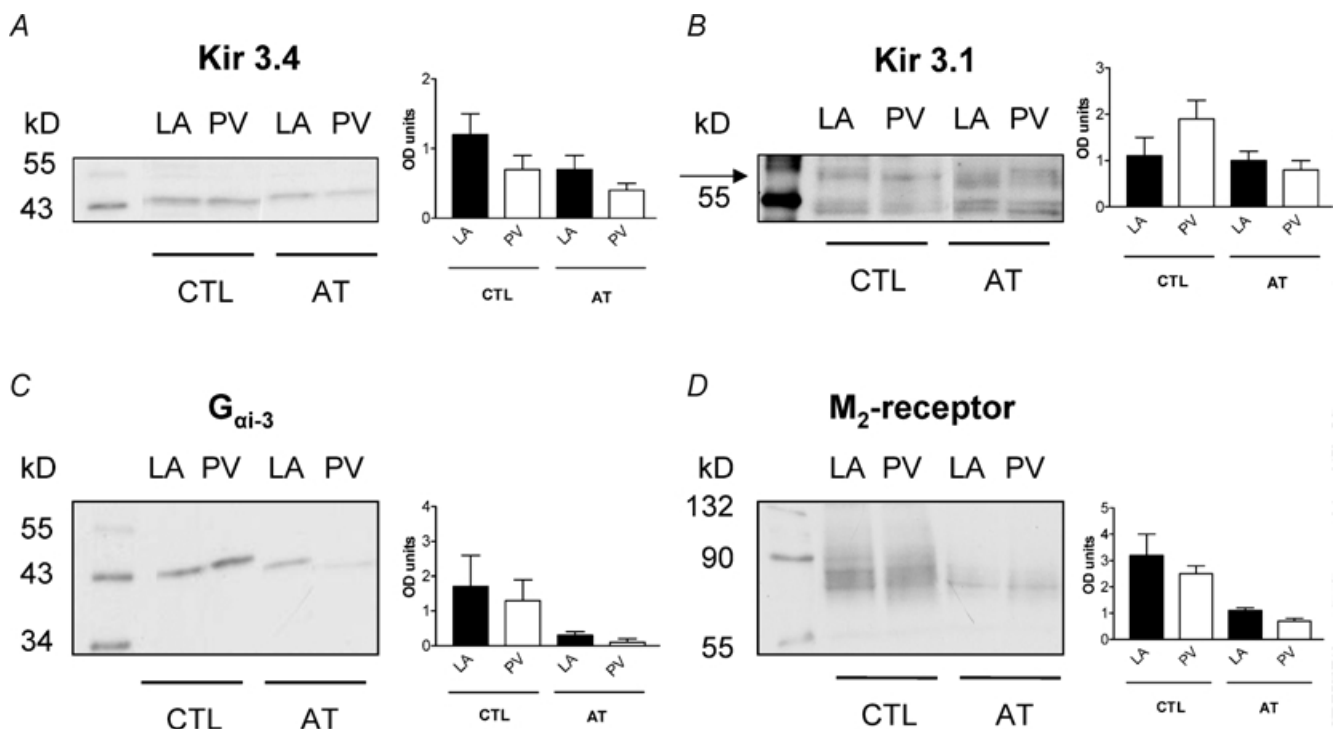 A
Kir 3.4
kD
LA PV LA PV
55
43
CTL AT
OD units
2
1
0
LA PV LA PV
CTL AT
B
Kir 3.1
kD
LA PV LA PV
55
CTL AT
OD units
3
2
1
0
LA PV LA PV
CTL AT
C
Gαi-3
kD
LA PV LA PV
55
43
34
CTL AT
OD units
4
3
2
1
0
LA PV LA PV
CTL AT
D
M2-receptor
kD
LA PV LA PV
132
90
55
CTL AT
OD units
5
4
3
2
1
0
LA PV LA PV
CTL AT